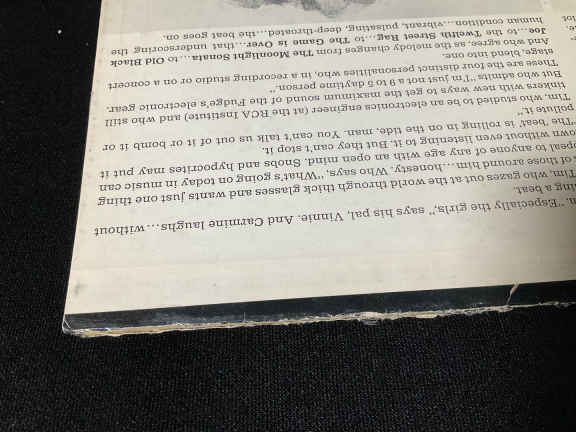 n. "Especially the girls," says his pal, Vinnie. And Carmine laughs...without
ing a beat.
Tim, who gazes out at the world through thick glasses and wants just one thing
of those around him...honesty. Who says, "What's going on today in music can
appeal to anyone of any age with an open mind. Snobs and hypocrites may put it
down without even listening to it. But they can't stop it.
'The 'beat' is rolling in on the tide, man. You can't talk us out of it or bomb it or
pollute it."
Tim, who studied to be an electronics engineer (at the RCA Institute) and who still
tinkers with new ways to get the maximum sound of the Fudge's electronic gear.
But who admits "I'm just not a 9 to 5 daytime person."
These are the four distinct personalities who, in a recording studio or on a concert
stage, blend into one.
And who agree, as the melody changes from The Moonlight Sonata...to Old Black
Joe...to the Twelfth Street Rag...to The Game is Over...that underscoring the
human condition...vibrant, pulsating, deep-throated...the beat goes on.